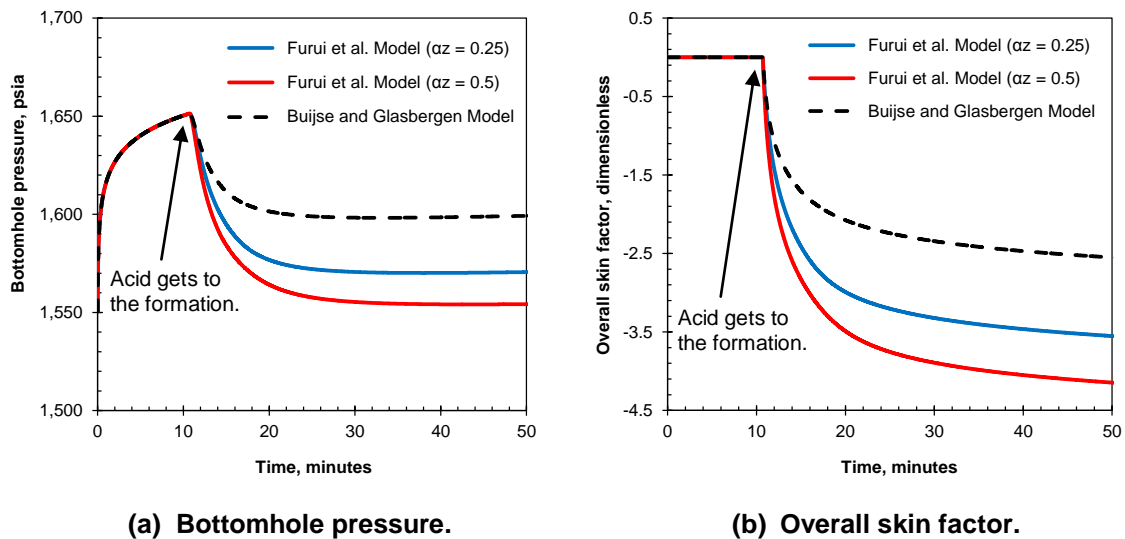 1,700
1,650
1,600
1,550
1,500
Bottomhole pressure, psia
Furui et al. Model (αz = 0.25)
Furui et al. Model (αz = 0.5)
Buijse and Glasbergen Model
Acid gets to
the formation.
0 10 20 30 40 50
Time, minutes
(a) Bottomhole pressure.
0.5
-0.5
-1.5
-2.5
-3.5
-4.5
Overall skin factor, dimensionless
Furui et al. Model (αz = 0.25)
Furui et al. Model (αz = 0.5)
Buijse and Glasbergen Model
Acid gets to
the formation.
0 10 20 30 40 50
Time, minutes
(b) Overall skin factor.